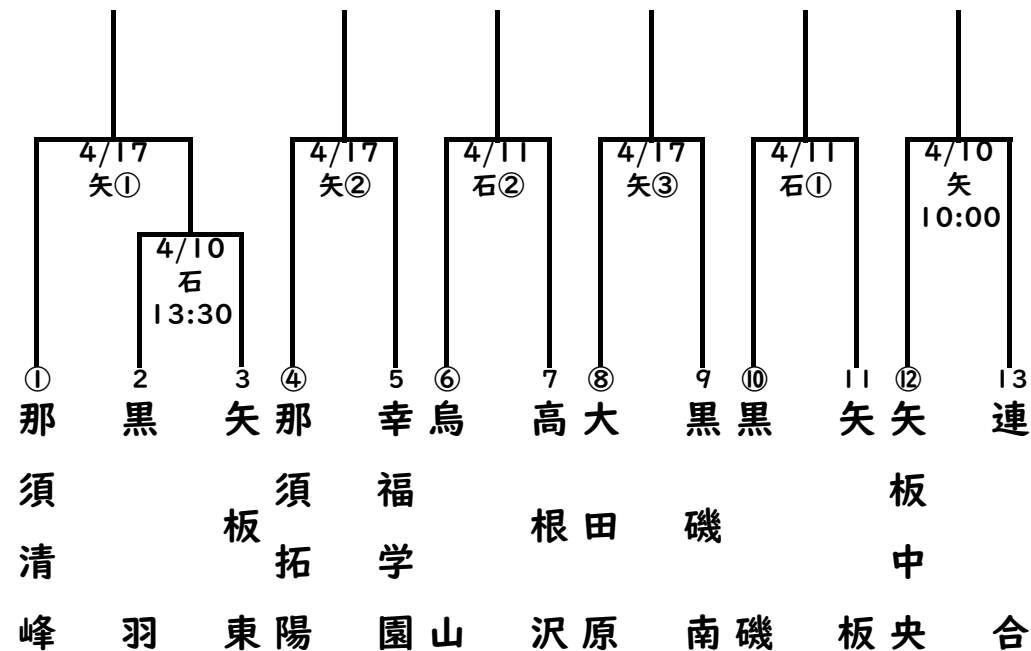 4/17
矢①
4/17
矢②
4/11
石②
4/17
矢③
4/11
石①
4/10
矢
10:00
4/10
石
13:30
①
那須清峰
2
黒羽
3
矢板東
④
那須拓陽
5
幸福学園
⑥
烏山
7
高根沢
⑧
大田原
9
黒磯南
⑩
黒磯
11
矢板
⑫
矢板中央
13
連合